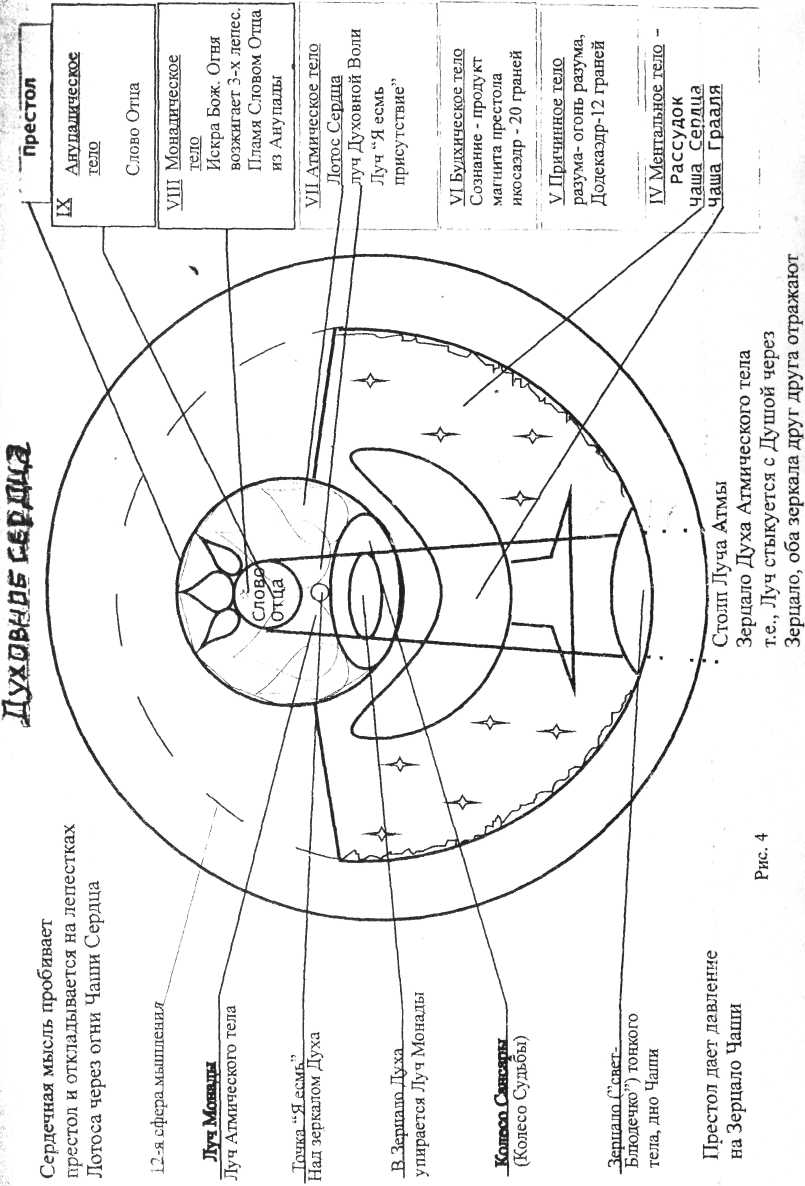 Духовное сердце
Сердечная мысль пробивает
престол и откладывается на лепестках
Лотоса через огни Чаши Сердца
12-я сфера мышления
Луч Монады
Луч Атмического тела
Точка “Я есмь”
Над зеркалом Духа
В Зерцало Духа
упирается Луч Монады
Колесо Сансары
(Колесо Судьбы)
Зерцало ("свет-
Блюдечко”) тонкого
тела, дно Чаши
Престол дает давление
на Зерцало Чаши
Слово
Отца
Престол
IX Анупадическое
тело
Слово Отца
VIII Монадическое
тело
Искра Бож. Огня
возжигает 3-х лепес.
Пламя Словом Отца
из Анупады
VII Атмическое тело
Лотос Сердца
луч Духовной Воли
Луч “Я есмь
присутствие”
VI Будхическое тело
Сознание - продукт
магнита престола
икосаэдр - 20 граней
V Причинное тело
разума- огонь разума,
Додекаэдр-12 граней
IV Ментальное тело –
Рассудок
Чаша Сердца
Чаша Грааля
Столп Луча Атмы
Зерцало Духа Атмического тела
т.е., Луч стыкуется с Душой через
Зерцало, оба зеркала друг друга отражают
Рис. 4